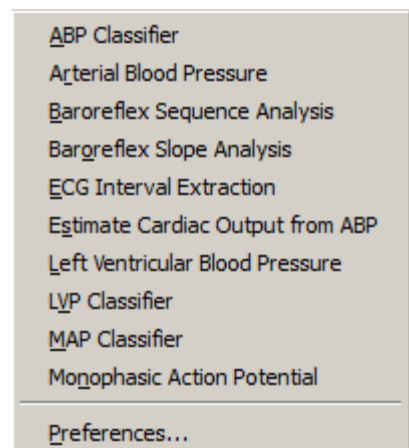 ABP Classifier
Arterial Blood Pressure
Baroreflex Sequence Analysis
Baroreflex Slope Analysis
ECG Interval Extraction
Estimate Cardiac Output from ABP
Left Ventricular Blood Pressure
LVP Classifier
MAP Classifier
Monophasic Action Potential
Preferences...